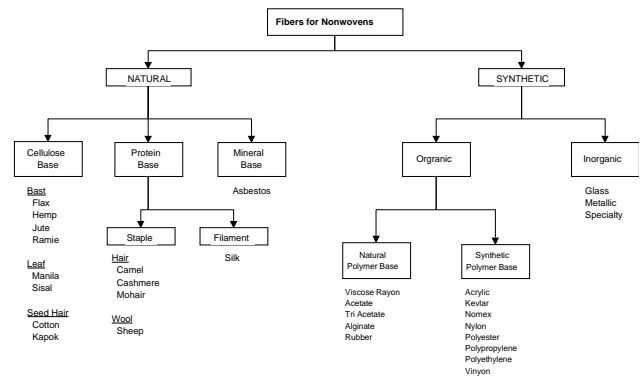 Fibers for Nonwovens
NATURAL
SYNTHETIC
Cellulose
Base
Protein
Base
Mineral
Base
Orrganic
Inorganic
Bast
Flax
Hemp
Jute
Ramie
Leaf
Manila
Sisal
Seed Hair
Cotton
Kapok
Staple
Hair
Camel
Cashmere
Mohair
Wool
Sheep
Filament
Silk
Asbestos
Natural
Polymer Base
Viscose Rayon
Acetate
Tri Acetate
Alginate
Rubber
Synthetic
Polymer Base
Acrylic
Kevlar
Nomex
Nylon
Polyester
Polypropylene
Polyethylene
Vinyon
Glass
Metallic
Specialty